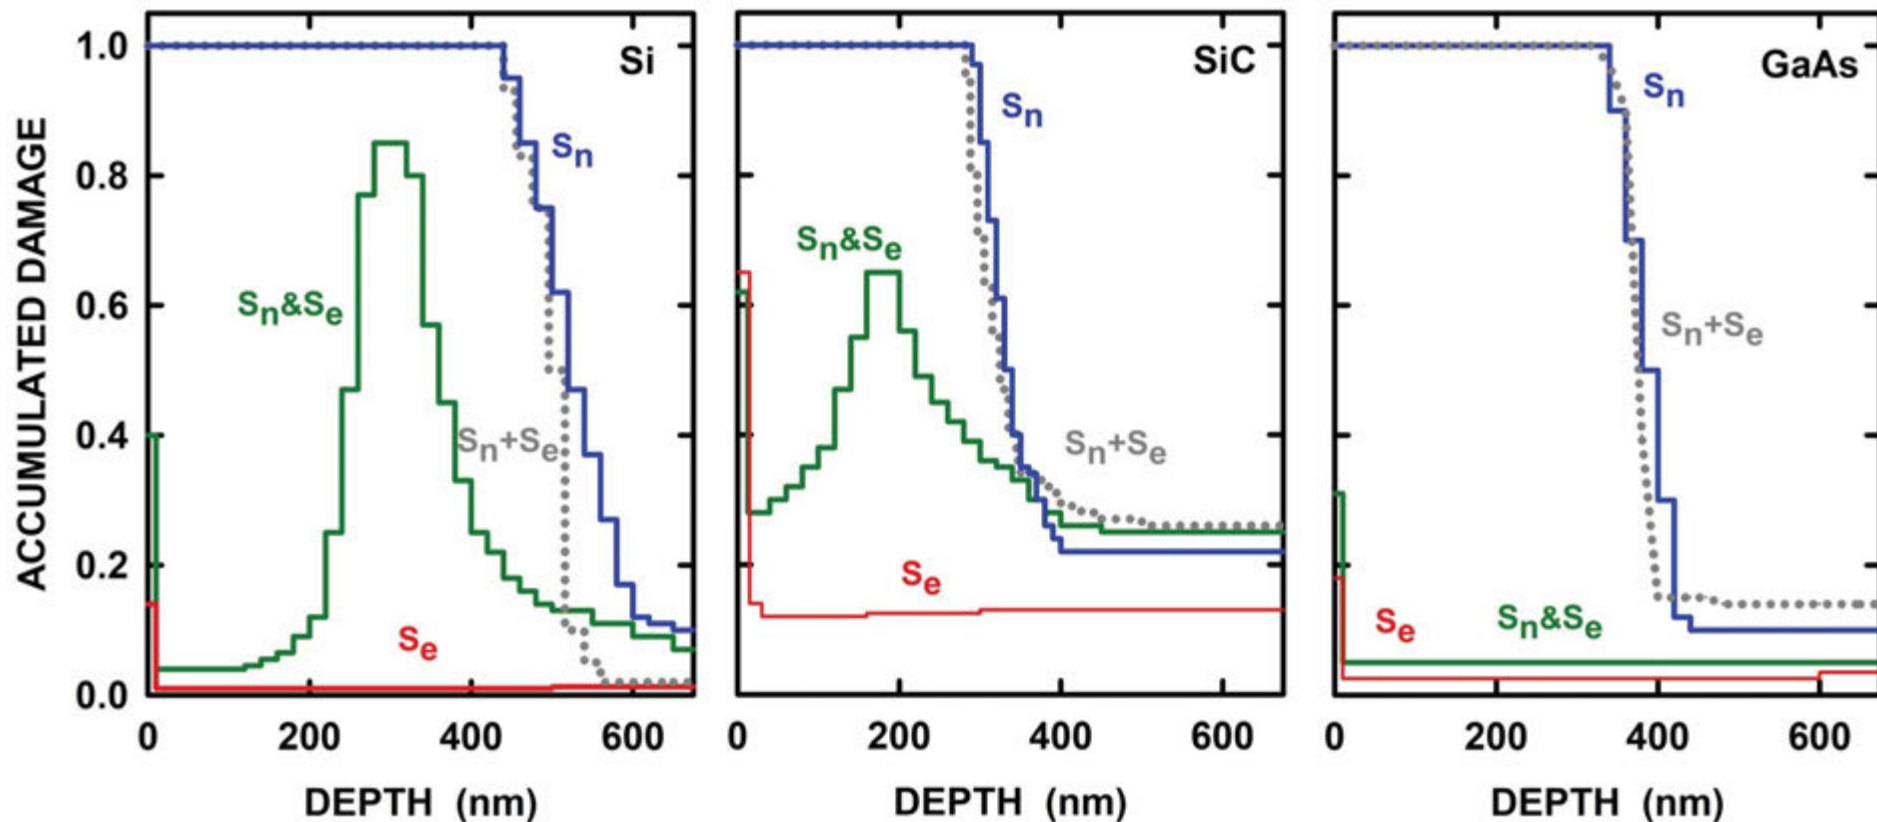 ACCUMULATED DAMAGE
1.0
0.8
0.6
0.4
0.2
0.0
Si
Sn
Sn&Se
Sn+Se
Se
0 200 400 600
DEPTH (nm)
SiC
Sn
Sn&Se
Sn+Se
Se
0 200 400 600
DEPTH (nm)
GaAs
Sn
Sn+Se
Se
Sn&Se
0 200 400 600
DEPTH (nm)